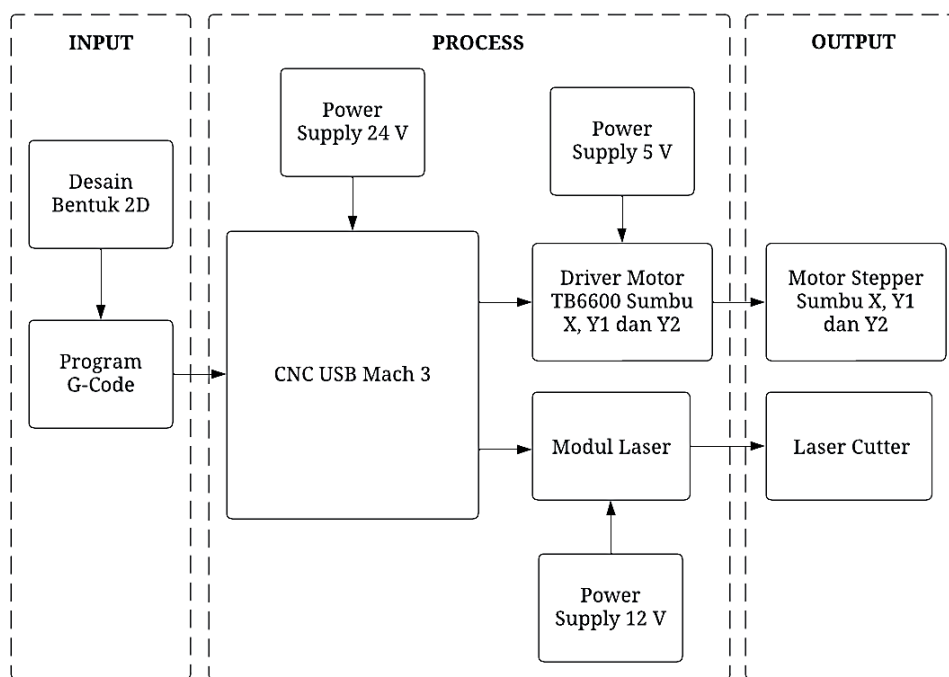 INPUT
PROCESS
OUTPUT
Power
Supply 24 V
Power
Supply 5 V
Desain
Bentuk 2D
Driver Motor
TB6600 Sumbu
X, Y1 dan Y2
Motor Stepper
Sumbu X, Y1
dan Y2
Program
G-Code
CNC USB Mach 3
Modul Laser
Laser Cutter
Power
Supply 12 V